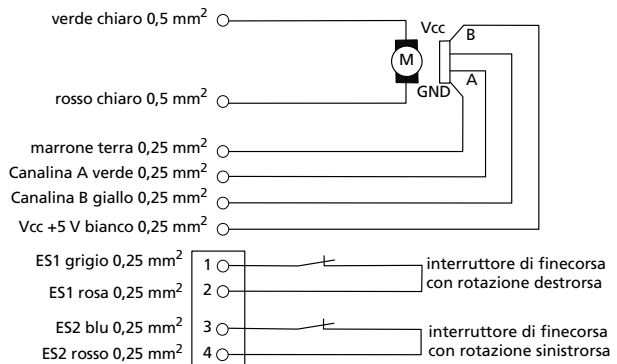 verde chiaro 0,5 mm²
Vcc
B
M
GND
A
rosso chiaro 0,5 mm²
marrone terra 0,25 mm²
Canalina A verde 0,25 mm²
Canalina B giallo 0,25 mm²
Vcc +5 V bianco 0,25 mm²
ES1 grigio 0,25 mm²
1
interruttore di finecorsa
con rotazione destrorsa
ES1 rosa 0,25 mm²
2
ES2 blu 0,25 mm²
3
interruttore di finecorsa
con rotazione sinistrorsa
ES2 rosso 0,25 mm²
4